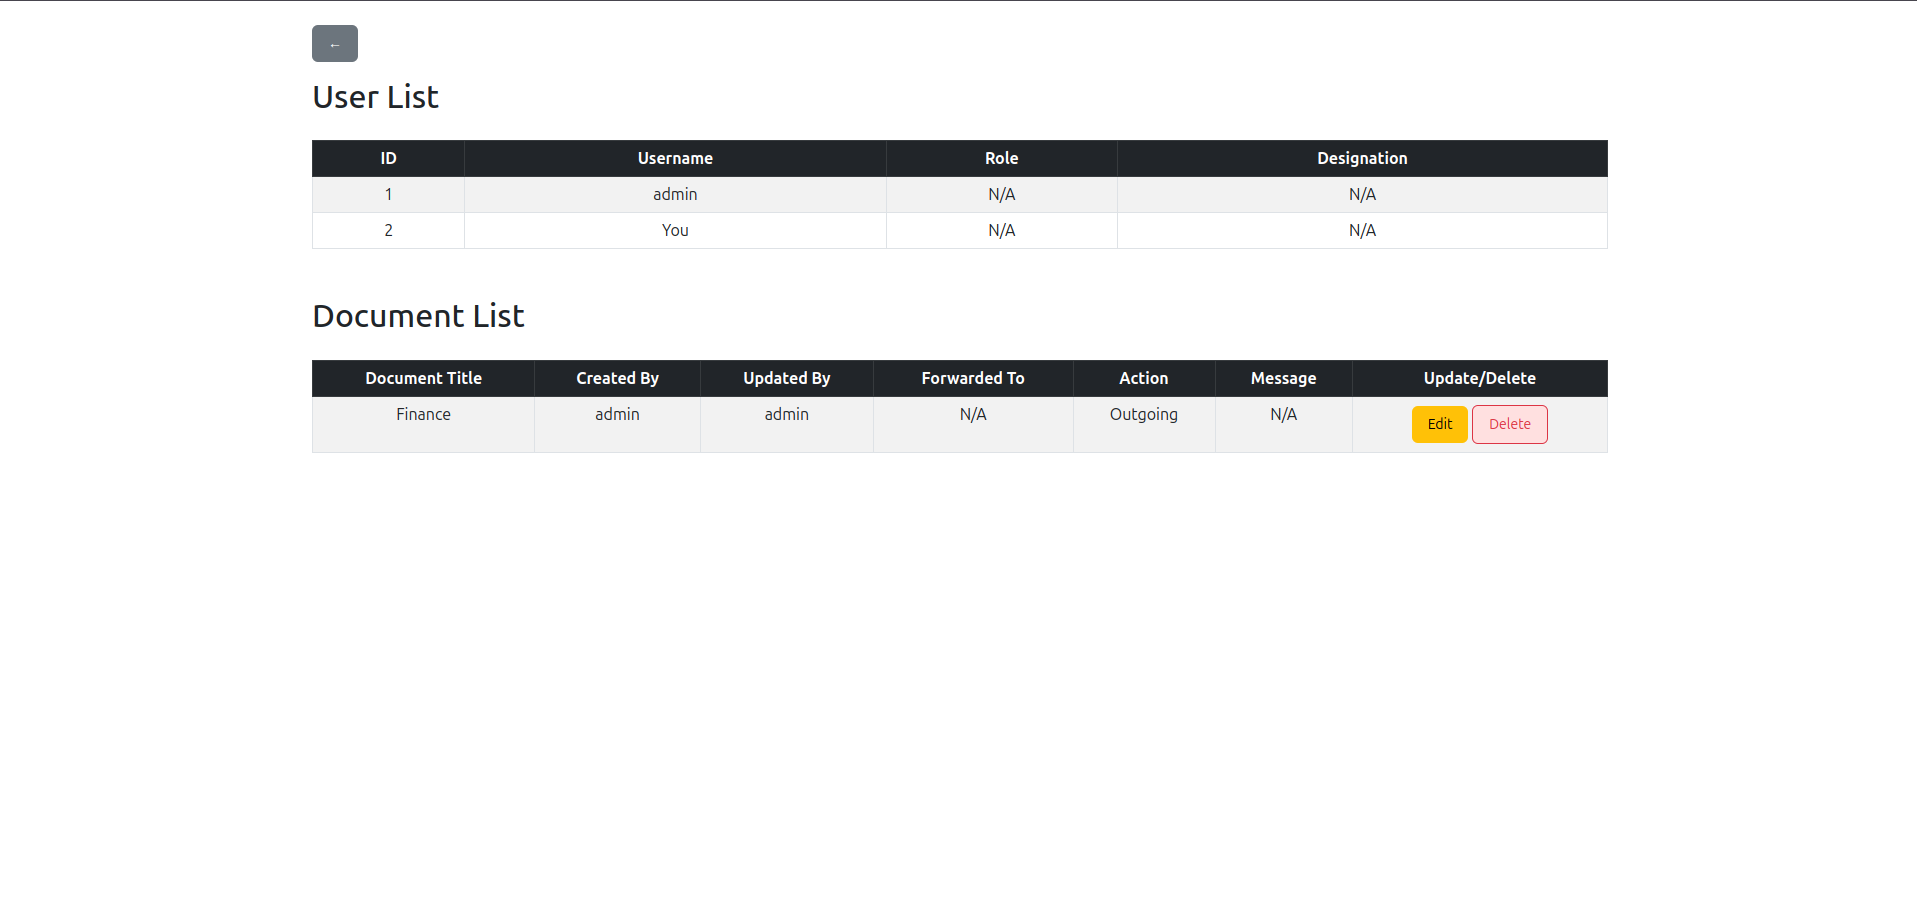 ←
User List
ID Username Role Designation
1 admin N/A N/A
2 You N/A N/A
Document List
Document Title Created By Updated By Forwarded To Action Message Update/Delete
Finance admin admin N/A Outgoing N/A Edit Delete